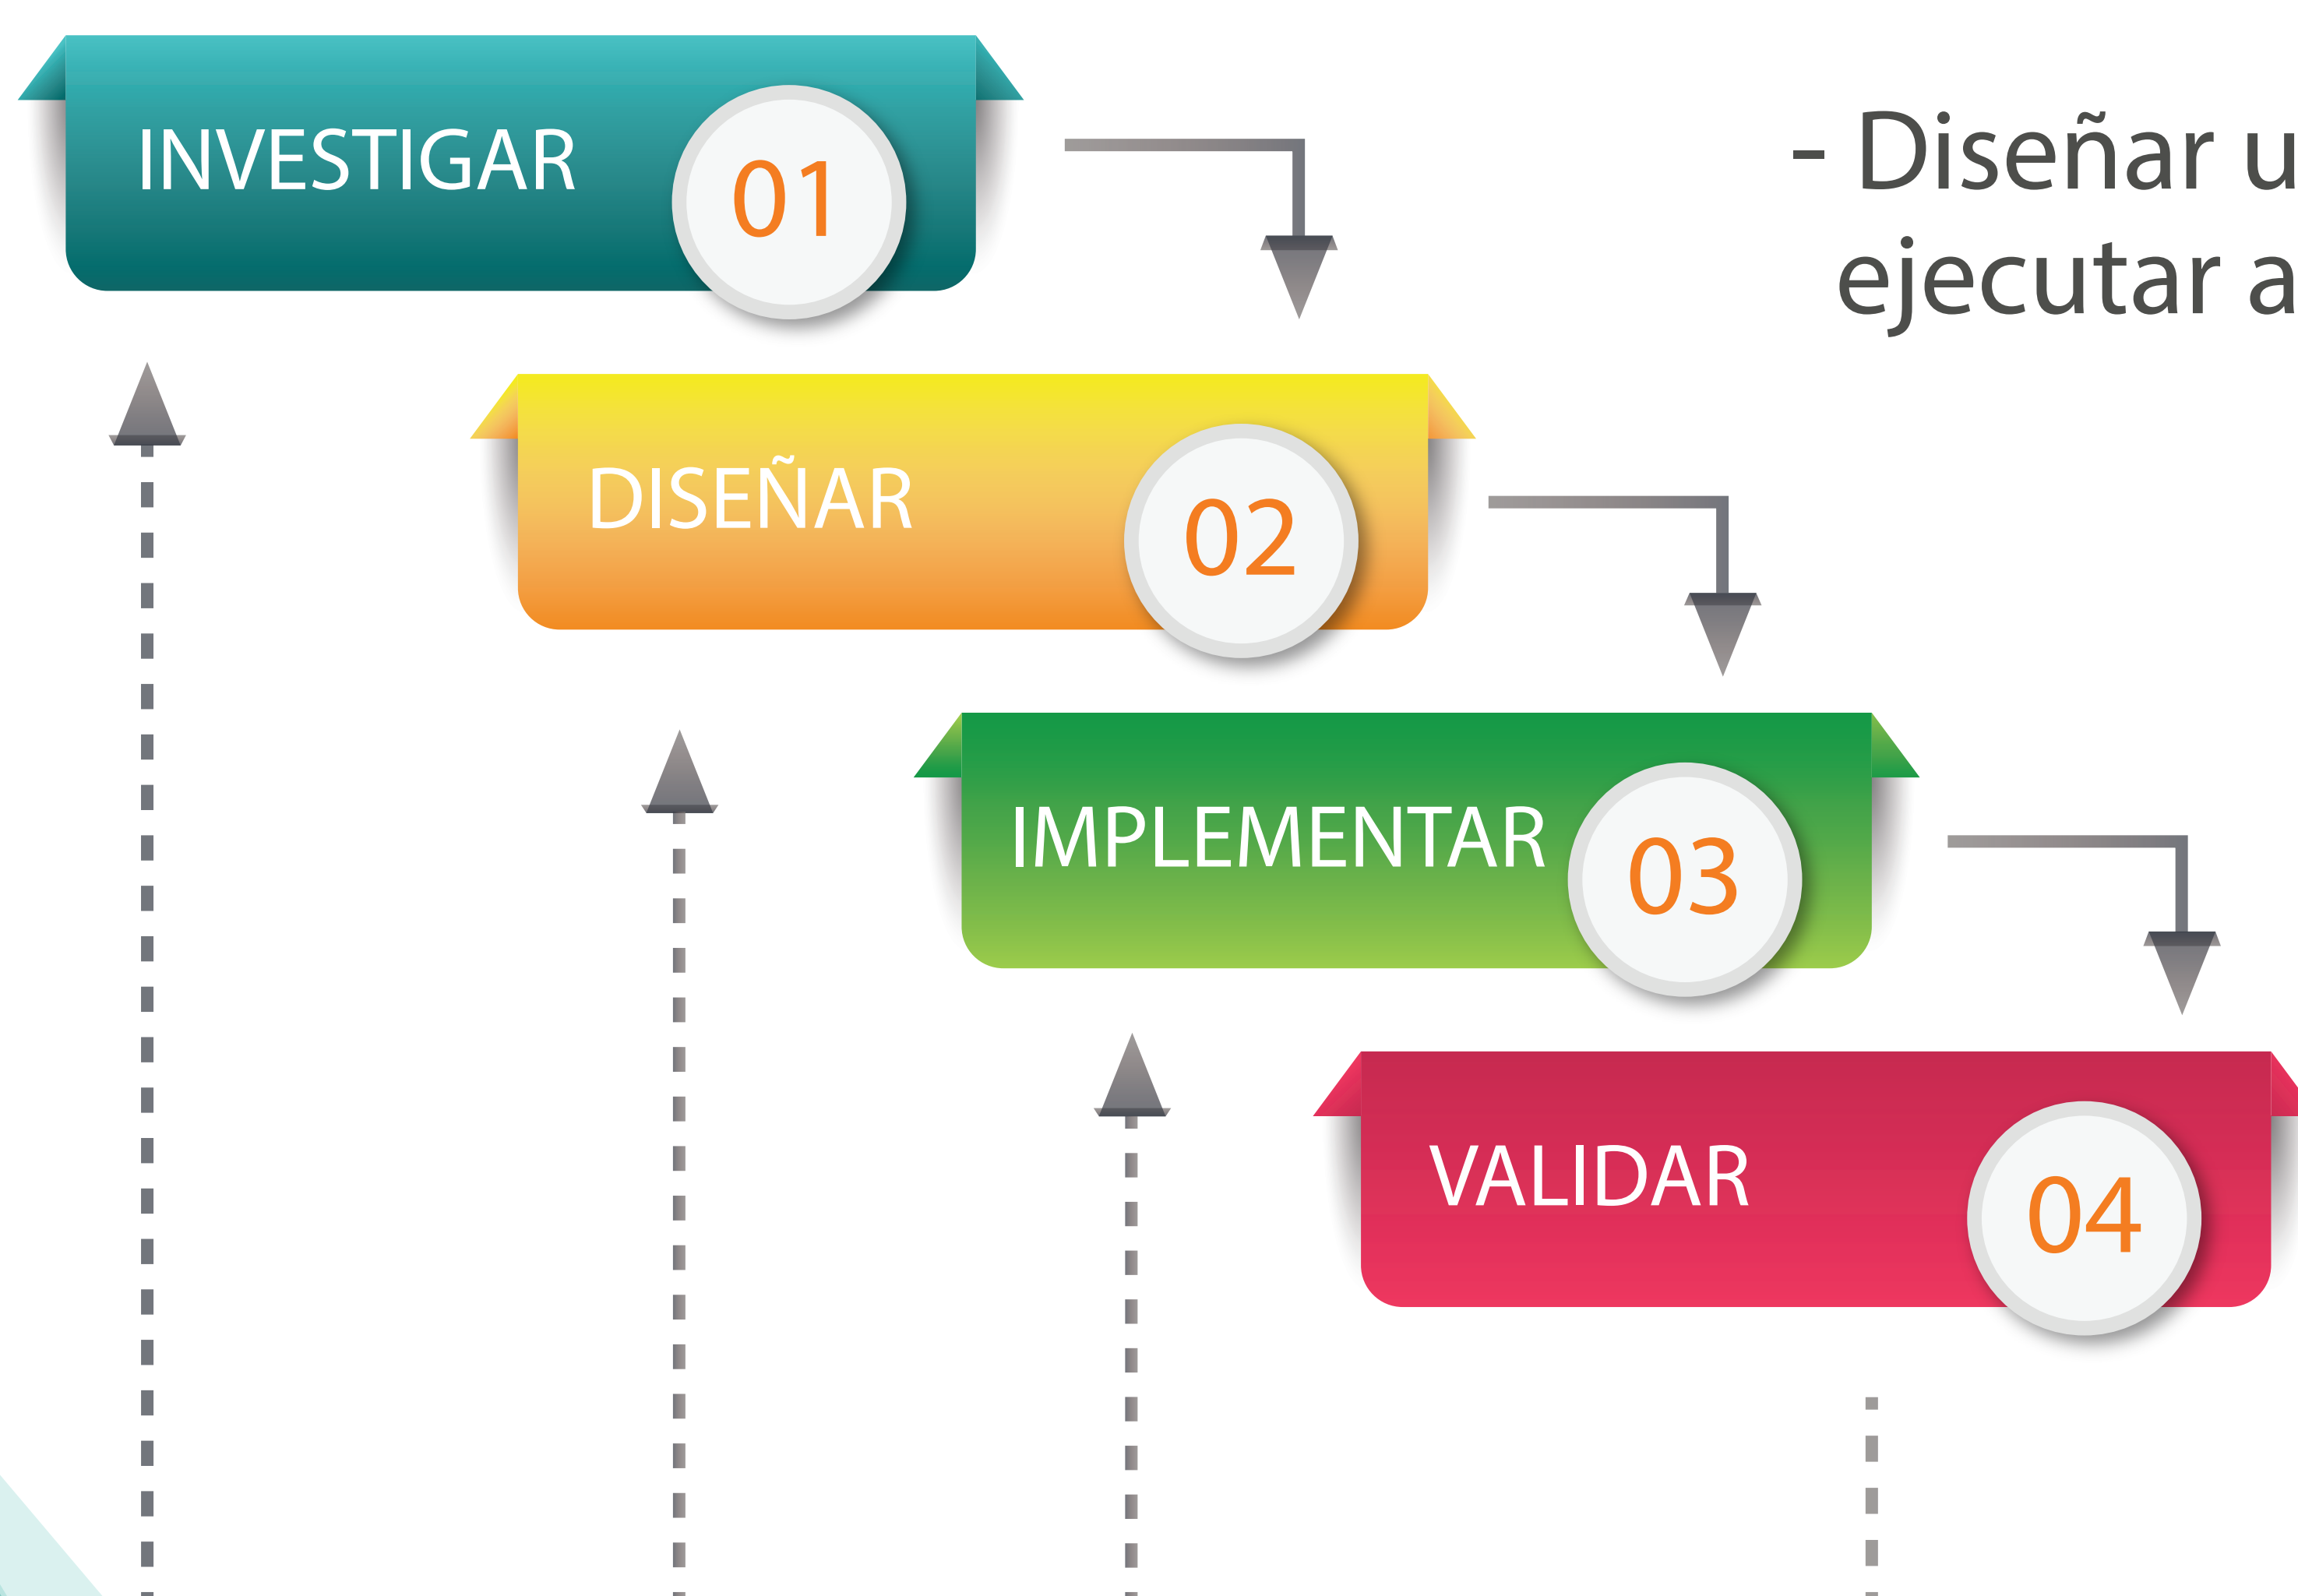 INVESTIGAR
01
- Diseñar u
ejecutar a
DISEÑAR
02
IMPLEMENTAR
03
VALIDAR
04